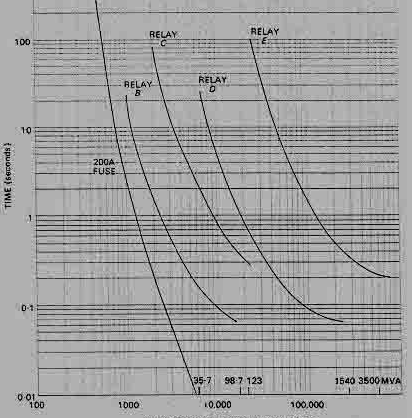 100
RELAY
C
RELAY
E
RELAY
B
RELAY
D
10
200A
FUSE
TIME (seconds)
1
0·1
0·01
35·7 98·7 123 1540 3500 MVA
100 1000 10.000 100,000